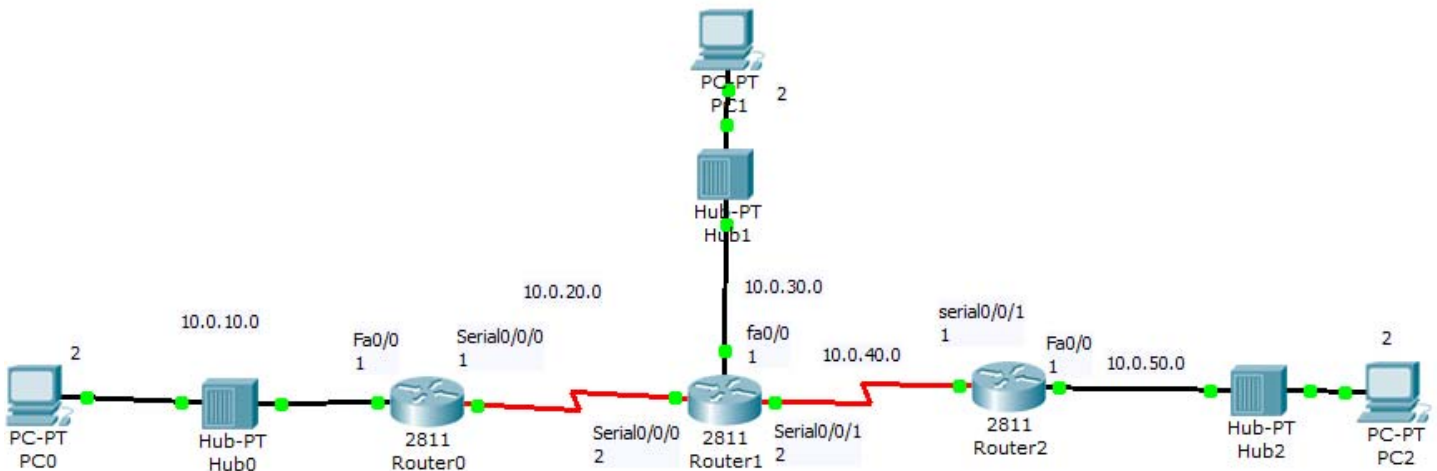 PC-PT
PC1
2
Hub-PT
Hub1
10.0.20.0
10.0.30.0
10.0.10.0
Fa0/0
1
Serial0/0/0
1
fa0/0
1
10.0.40.0
serial0/0/1
1
Fa0/0
1
10.0.50.0
2
2
PC-PT
PC0
Hub-PT
Hub0
2811
Router0
Serial0/0/0
2
2811
Router1
Serial0/0/1
2
2811
Router2
Hub-PT
Hub2
PC-PT
PC2